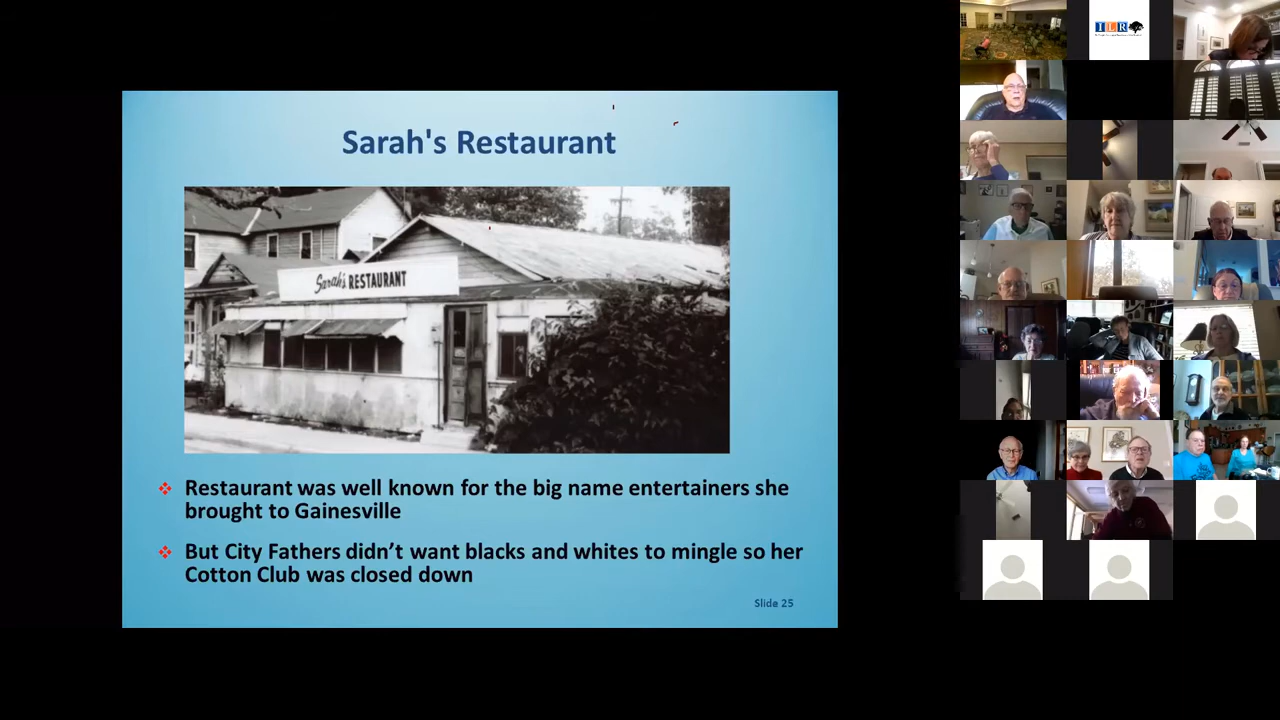 Sarah's Restaurant
Sarah's RESTAURANT
Restaurant was well known for the big name entertainers she
brought to Gainesville
But City Fathers didn’t want blacks and whites to mingle so her
Cotton Club was closed down
Slide 25
ILR